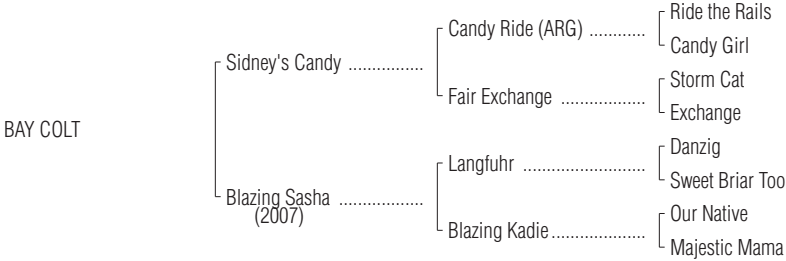 Ride the Rails
Candy Ride (ARG) ............
Candy Girl
Sidney's Candy ................
Storm Cat
Fair Exchange ..................
Exchange
BAY COLT
Danzig
Langfuhr ..........................
Sweet Briar Too
Blazing Sasha ..................
(2007)
Our Native
Blazing Kadie....................
Majestic Mama